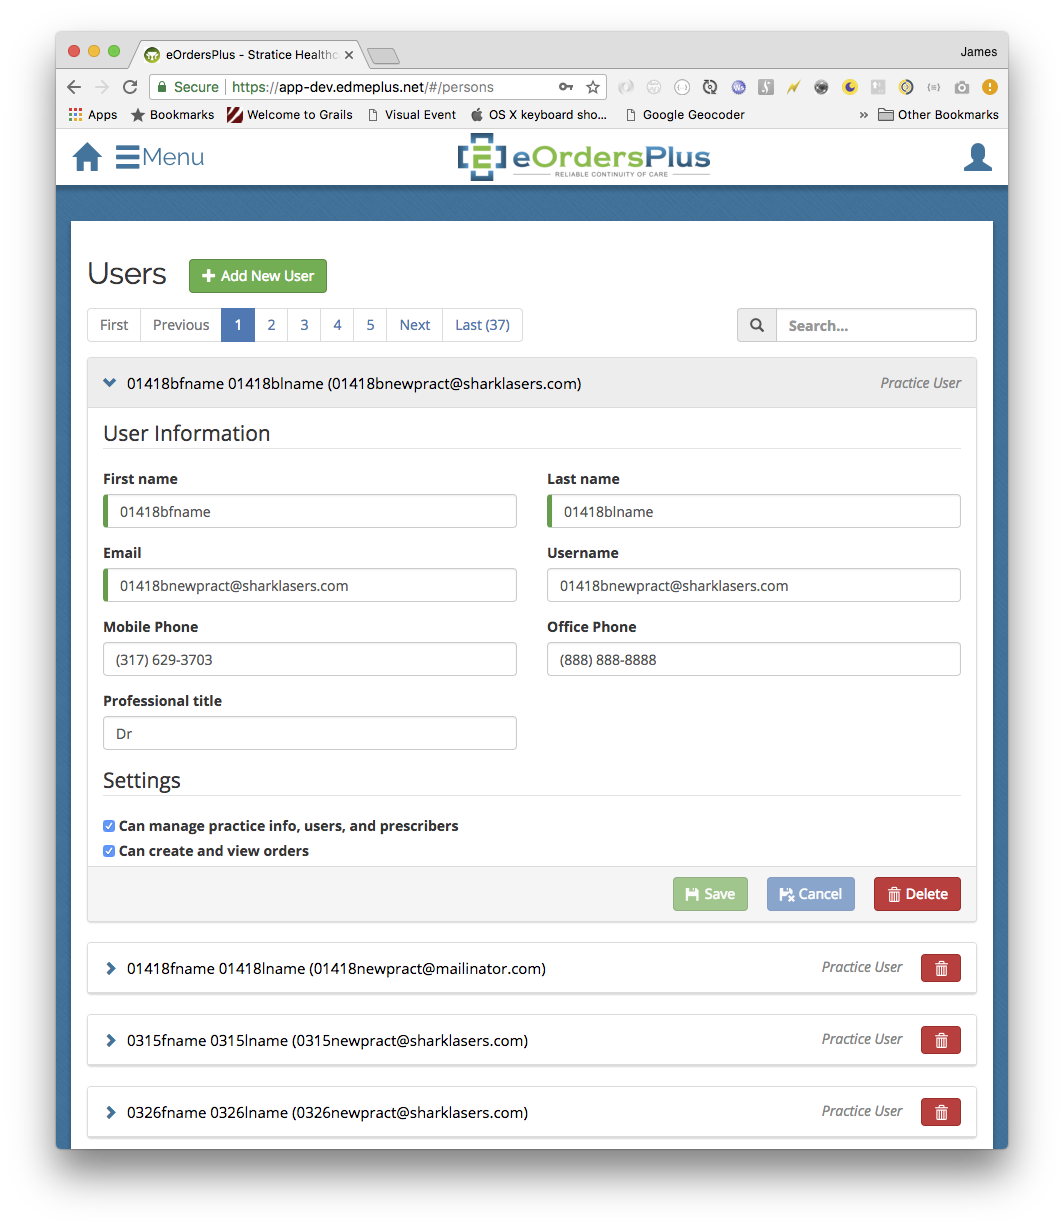 eOrdersPlus - Stratice Healthc
James
Secure https://app-dev.edmeplus.net/#/persons
Apps Bookmarks Welcome to Grails Visual Event OS X keyboard sho... Google Geocoder » Other Bookmarks
Menu
[E] eOrdersPlus
RELIABLE CONTINUITY OF CARE
Users
Add New User
First Previous 1 2 3 4 5 Next Last (37)
Search...
01418bfname 01418blname (01418bnewpract@sharklasers.com) Practice User
User Information
First name Last name
01418bfname 01418blname
Email Username
01418bnewpract@sharklasers.com 01418bnewpract@sharklasers.com
Mobile Phone Office Phone
(317) 629-3703 (888) 888-8888
Professional title
Dr
Settings
Can manage practice info, users, and prescribers
Can create and view orders
Save Cancel Delete
01418fname 01418lname (01418newpract@mailinator.com) Practice User
0315fname 0315lname (0315newpract@sharklasers.com) Practice User
0326fname 0326lname (0326newpract@sharklasers.com) Practice User